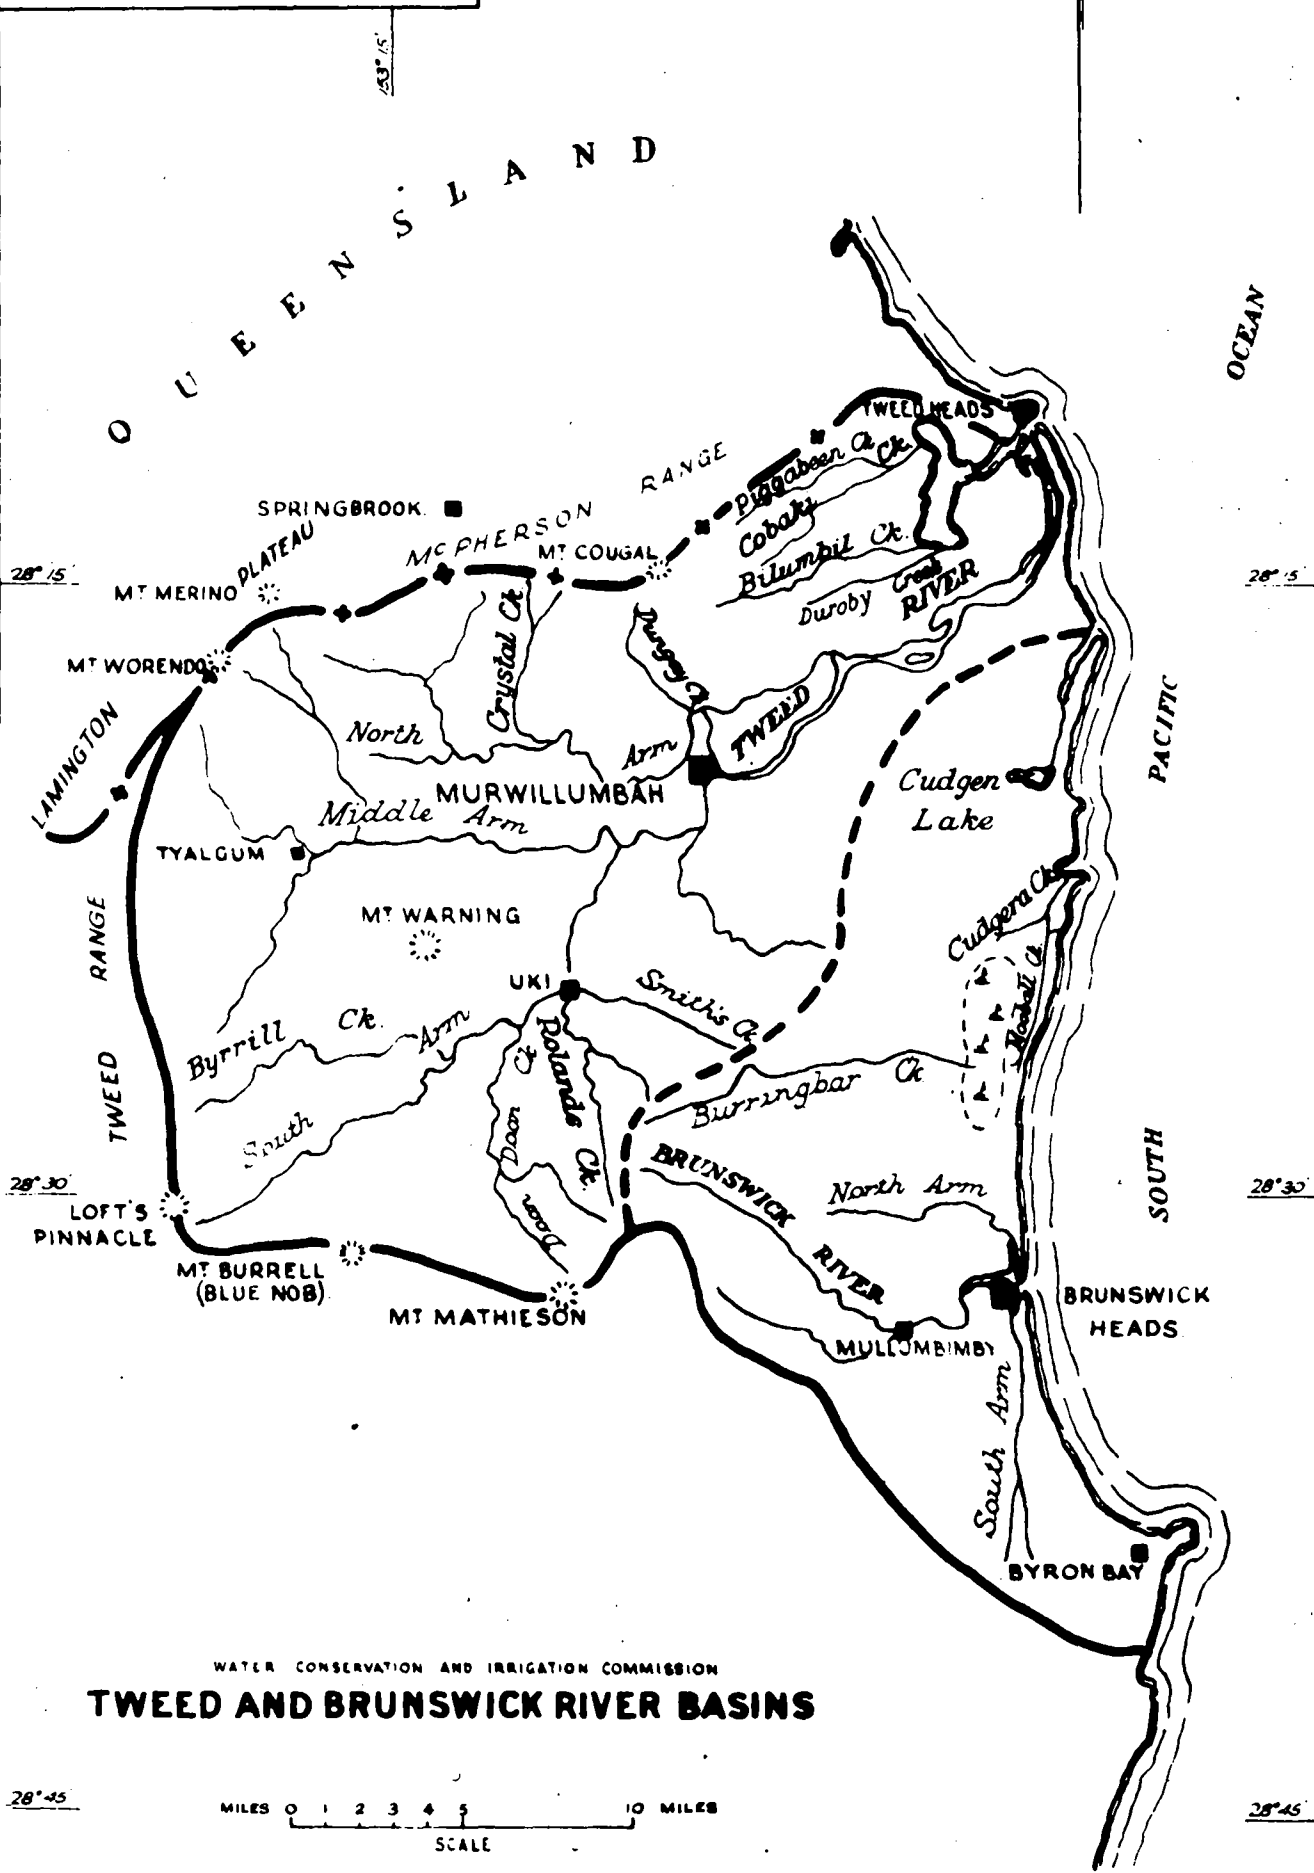 153° 15'
QUEENSLAND
OCEAN
TWEED HEADS
RANGE
Piggabeen Ck
Cobaki Ck.
SPRINGBROOK
McPHERSON
MT COUGAL
Bilumbil Ck.
PLATEAU
28° 15'
28° 15'
MT MERINO
Duroby Creek
RIVER
Crystal Ck
Dungay Ck
MT WORENDO
LAMINGTON
North
Arm
TWEED
PACIFIC
Cudgen
Lake
MURWILLUMBAH
Middle Arm
TYALGUM
Cudgera Ck
MT WARNING
RANGE
UKI
Smith's Ck
Byrrill Ck.
Arm
Rolands Ck.
Doon Ck
Burringbar Ck
TWEED
South
BRUNSWICK
RIVER
SOUTH
28° 30'
28° 30'
North Arm
LOFT'S
PINNACLE
Doon
MT BURRELL
(BLUE NOB)
MT MATHIESON
BRUNSWICK
HEADS
MULLUMBIMBY
South Arm
BYRON BAY
WATER CONSERVATION AND IRRIGATION COMMISSION
TWEED AND BRUNSWICK RIVER BASINS
28° 45
28° 45'
MILES 0 1 2 3 4 5 10 MILES
SCALE